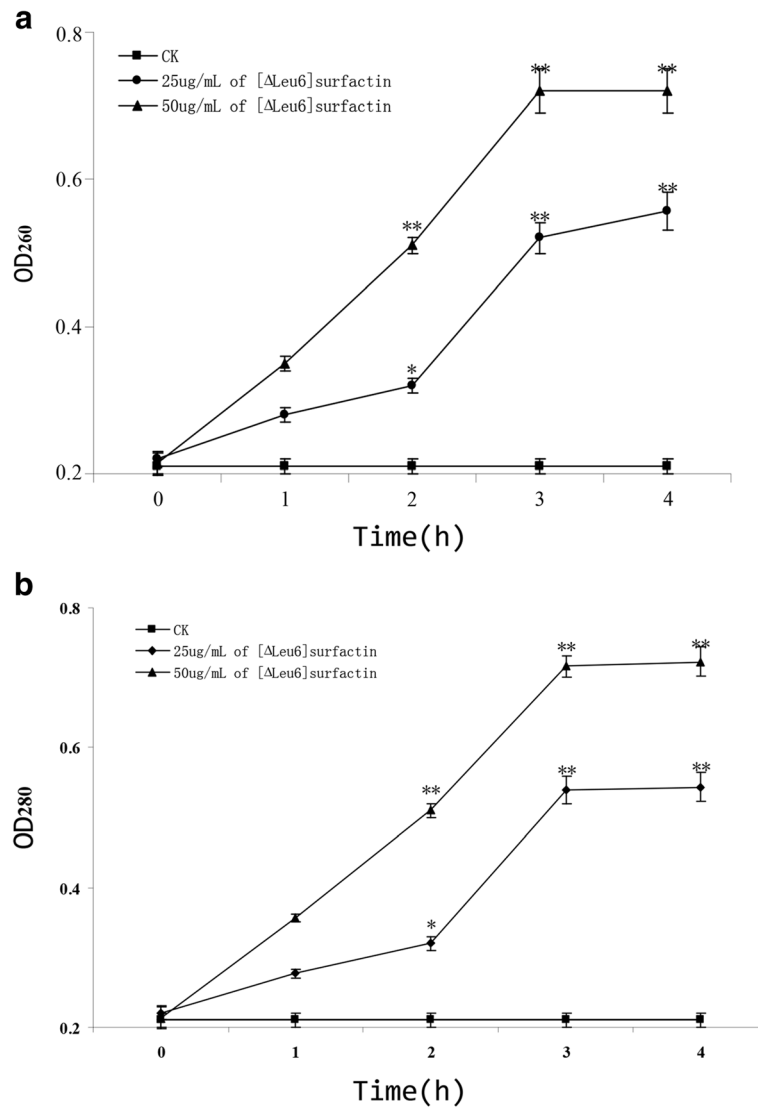 a
0.8
CK
25ug/mL of [ΔLeu6]surfactin
50ug/mL of [ΔLeu6]surfactin
** **
0.6
** **
**
OD260
0.4
*
0.2
0 1 2 3 4
Time(h)
b
0.8
CK
25ug/mL of [ΔLeu6]surfactin
50ug/mL of [ΔLeu6]surfactin
** **
0.6
** **
**
OD280
0.4
*
0.2
0 1 2 3 4
Time(h)